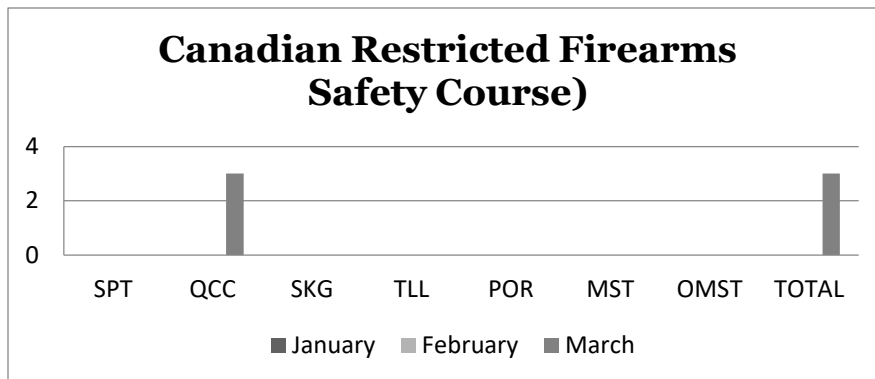 Canadian Restricted Firearms
Safety Course)
4
2
0
SPT QCC SKG TLL POR MST OMST TOTAL
January February March